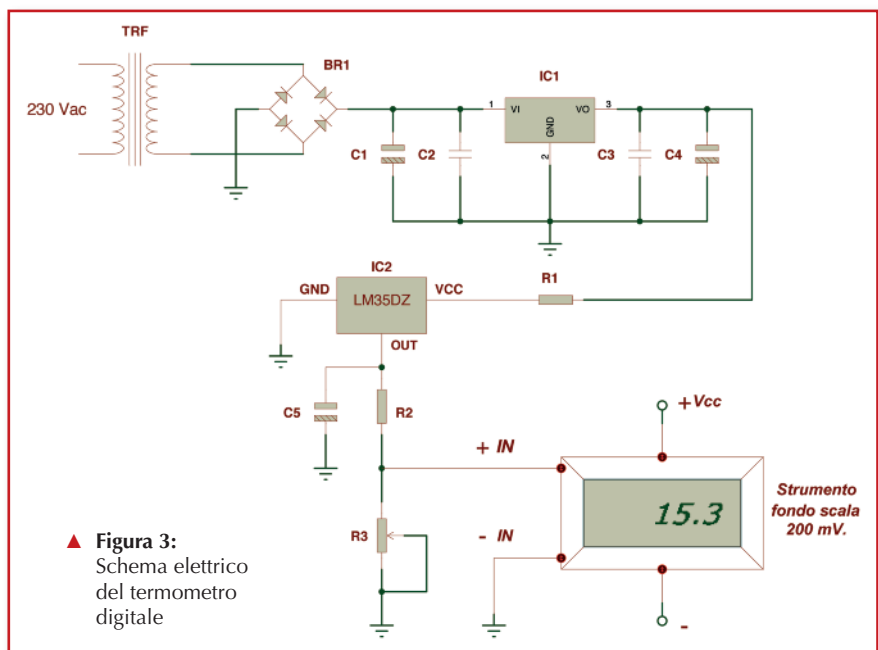 TRF
BR1
IC1
230 Vac
1
VI
VO
3
GND
2
C1
C2
C3
C4
IC2
R1
GND
LM35DZ
VCC
OUT
C5
R2
+Vcc
+ IN
15.3
Strumento
fondo scala
200 mV.
R3
- IN
-
▲ Figura 3:
Schema elettrico
del termometro
digitale